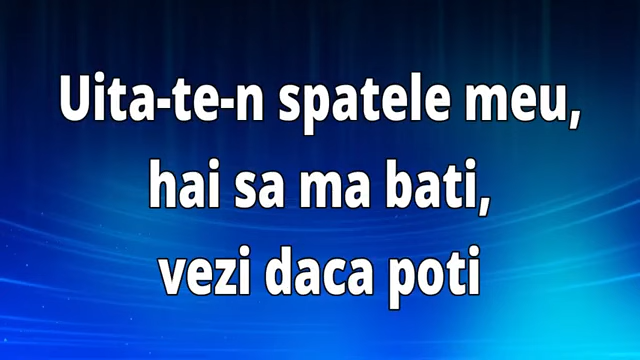 Uita-te-n spatele meu,
hai sa ma bati,
vezi daca poti